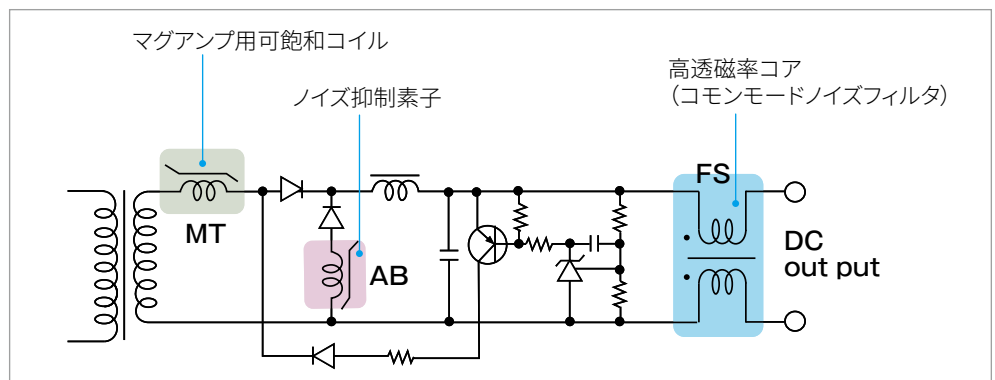 マグアンプ用可飽和コイル
ノイズ抑制素子
高透磁率コア
（コモンモードノイズフィルタ）
FS
MT
AB
DC
out put